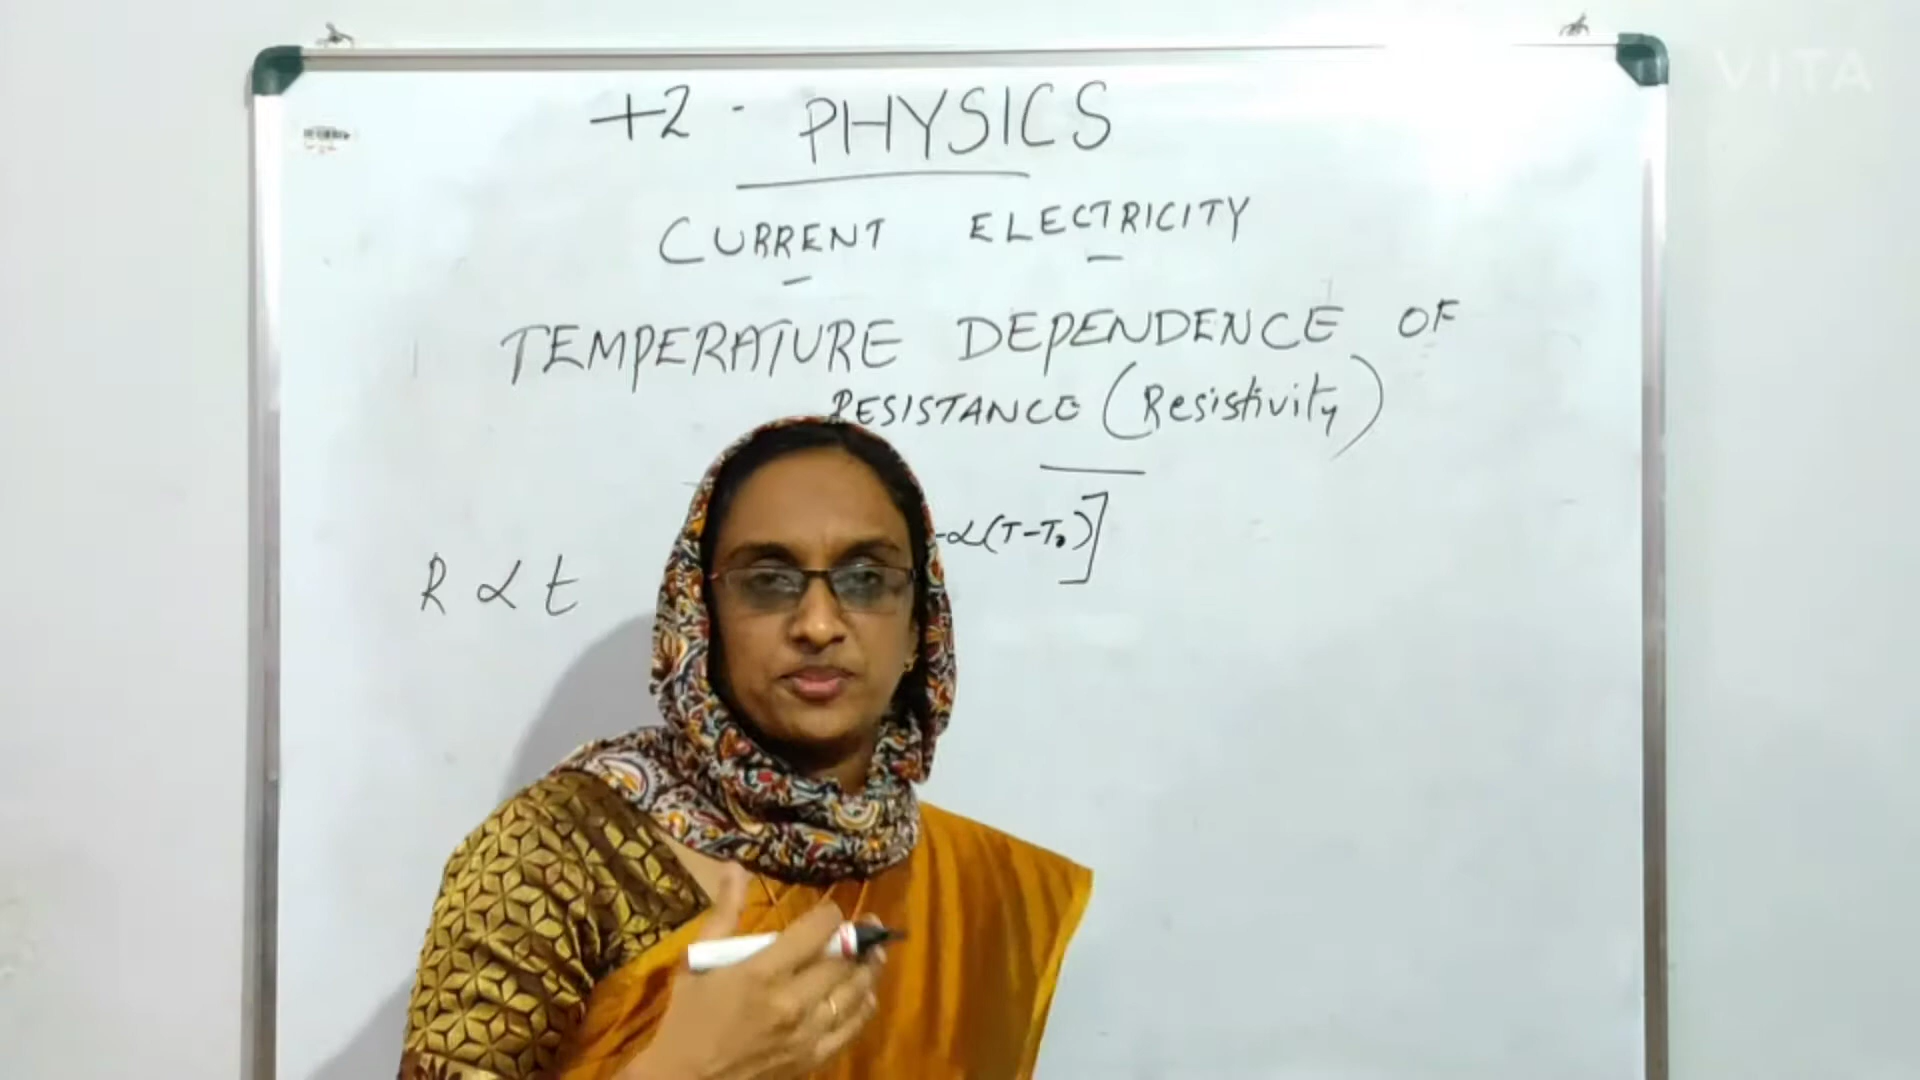 +2 - PHYSICS
CURRENT ELECTRICITY
TEMPERATURE DEPENDENCE OF
RESISTANCE (Resistivity)
α(T-T₀)]
R α t
VITA